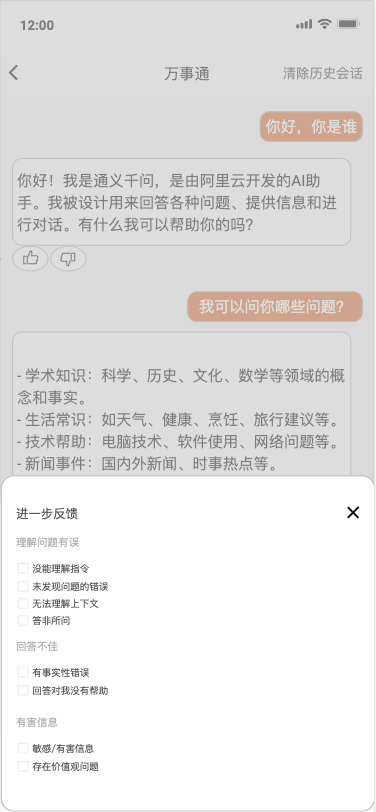 12:00
万事通
清除历史会话
你好，你是谁
你好！我是通义千问，是由阿里云开发的AI助
手。我被设计用来回答各种问题、提供信息和进
行对话。有什么我可以帮助你的吗？
我可以问你哪些问题？
- 学术知识：科学、历史、文化、数学等领域的概
念和事实。
- 生活常识：如天气、健康、烹饪、旅行建议等。
- 技术帮助：电脑技术、软件使用、网络问题等。
- 新闻事件：国内外新闻、时事热点等。
进一步反馈
理解问题有误
没能理解指令
未发现问题的错误
无法理解上下文
答非所问
回答不佳
有事实性错误
回答对我没有帮助
有害信息
敏感/有害信息
存在价值观问题